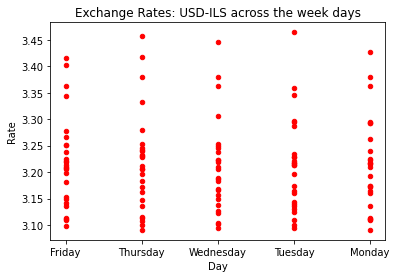 Exchange Rates: USD-ILS across the week days
3.45
3.40
3.35
3.30
3.25
3.20
3.15
3.10
Rate
Friday Thursday Wednesday Tuesday Monday
Day